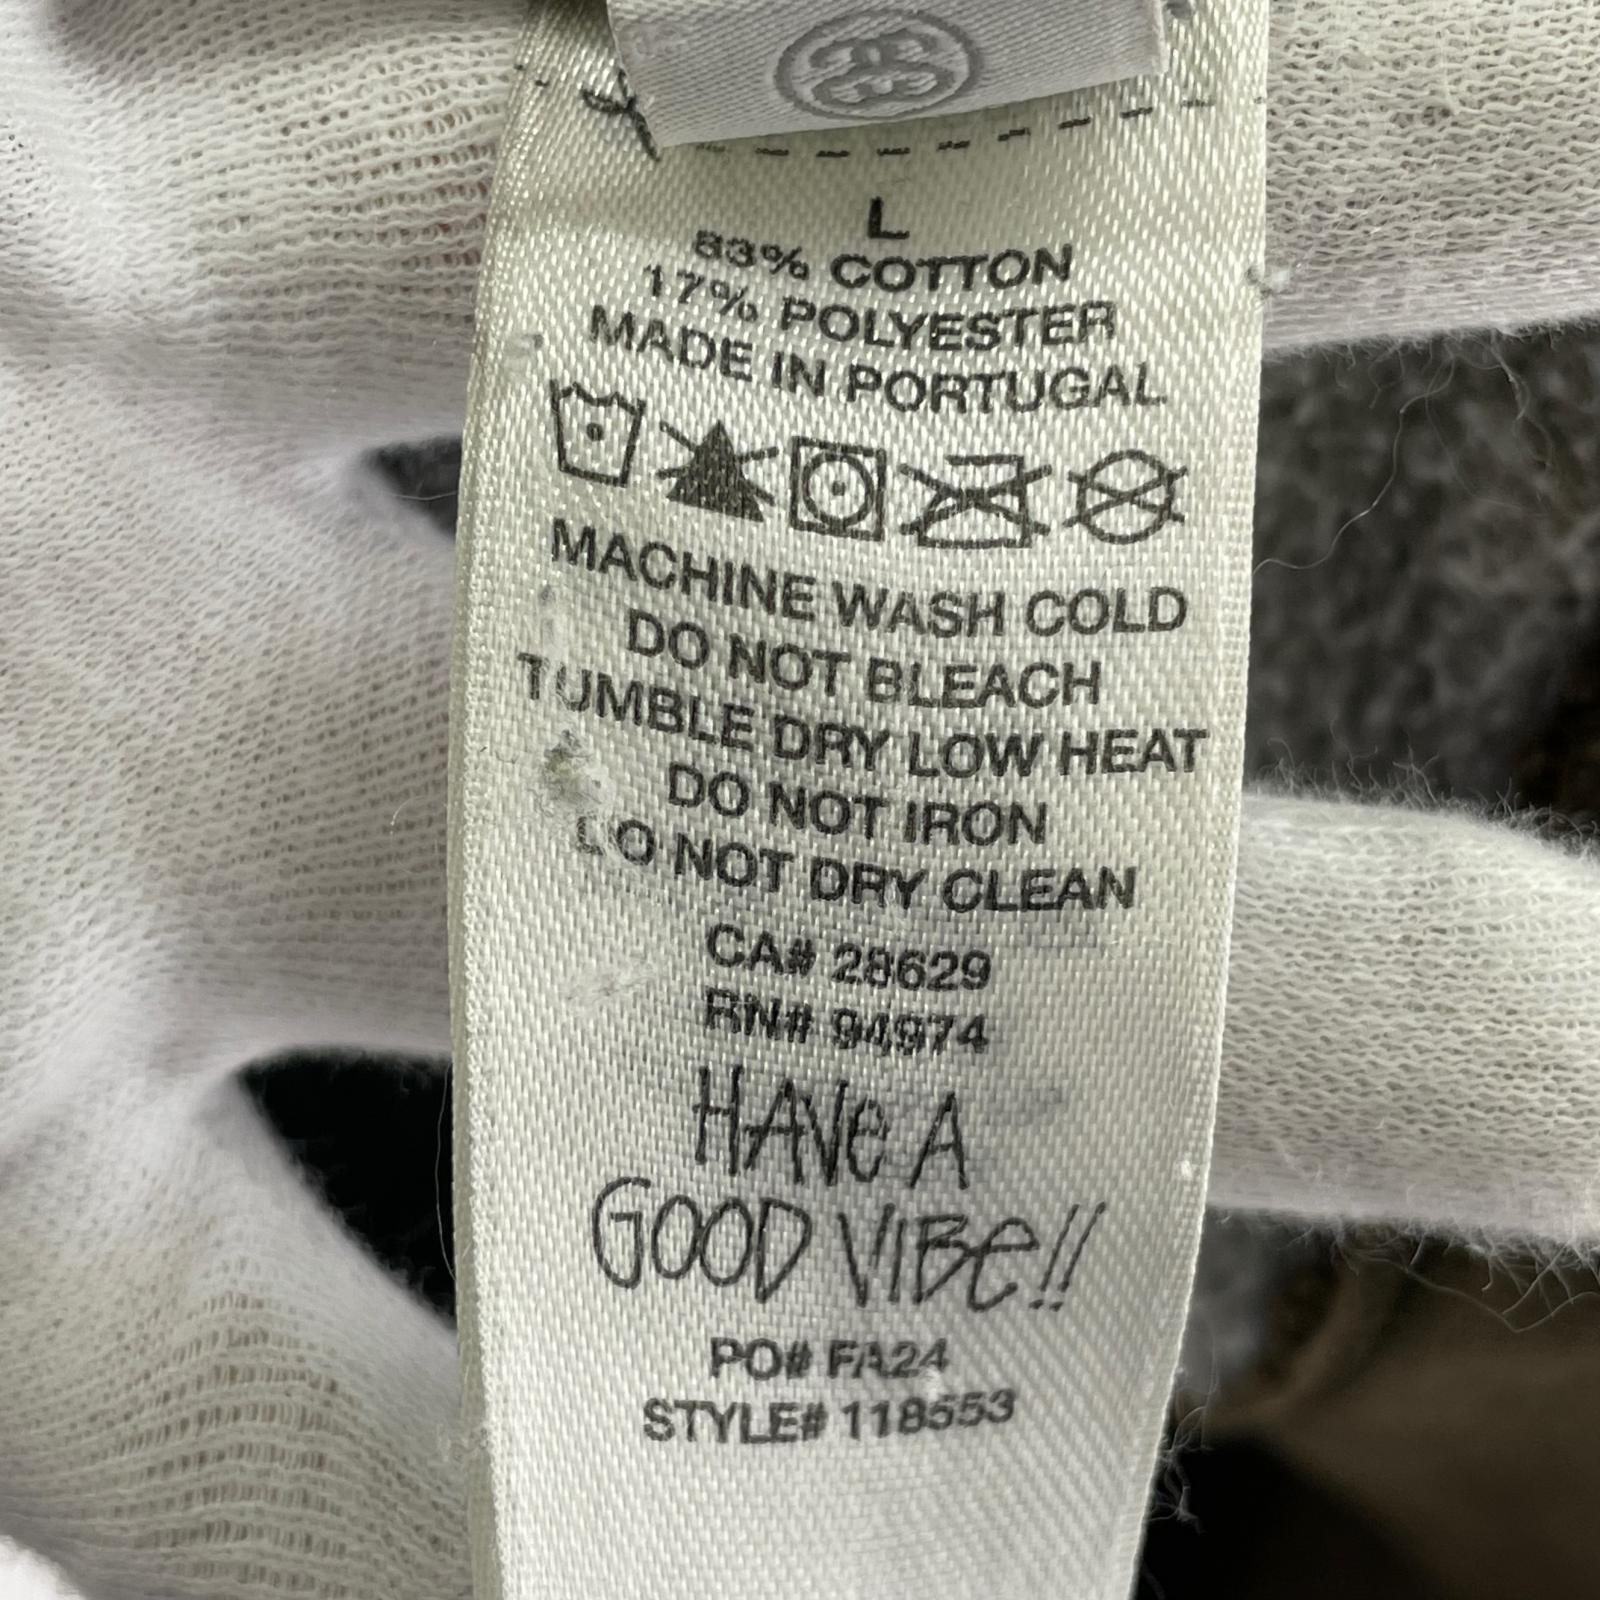 L
83% COTTON
17% POLYESTER
MADE IN PORTUGAL
MACHINE WASH COLD
DO NOT BLEACH
TUMBLE DRY LOW HEAT
DO NOT IRON
DO NOT DRY CLEAN
CA# 28629
RN# 94974
HAVe A
GOOD VIBe!!
PO# FA24
STYLE# 118553